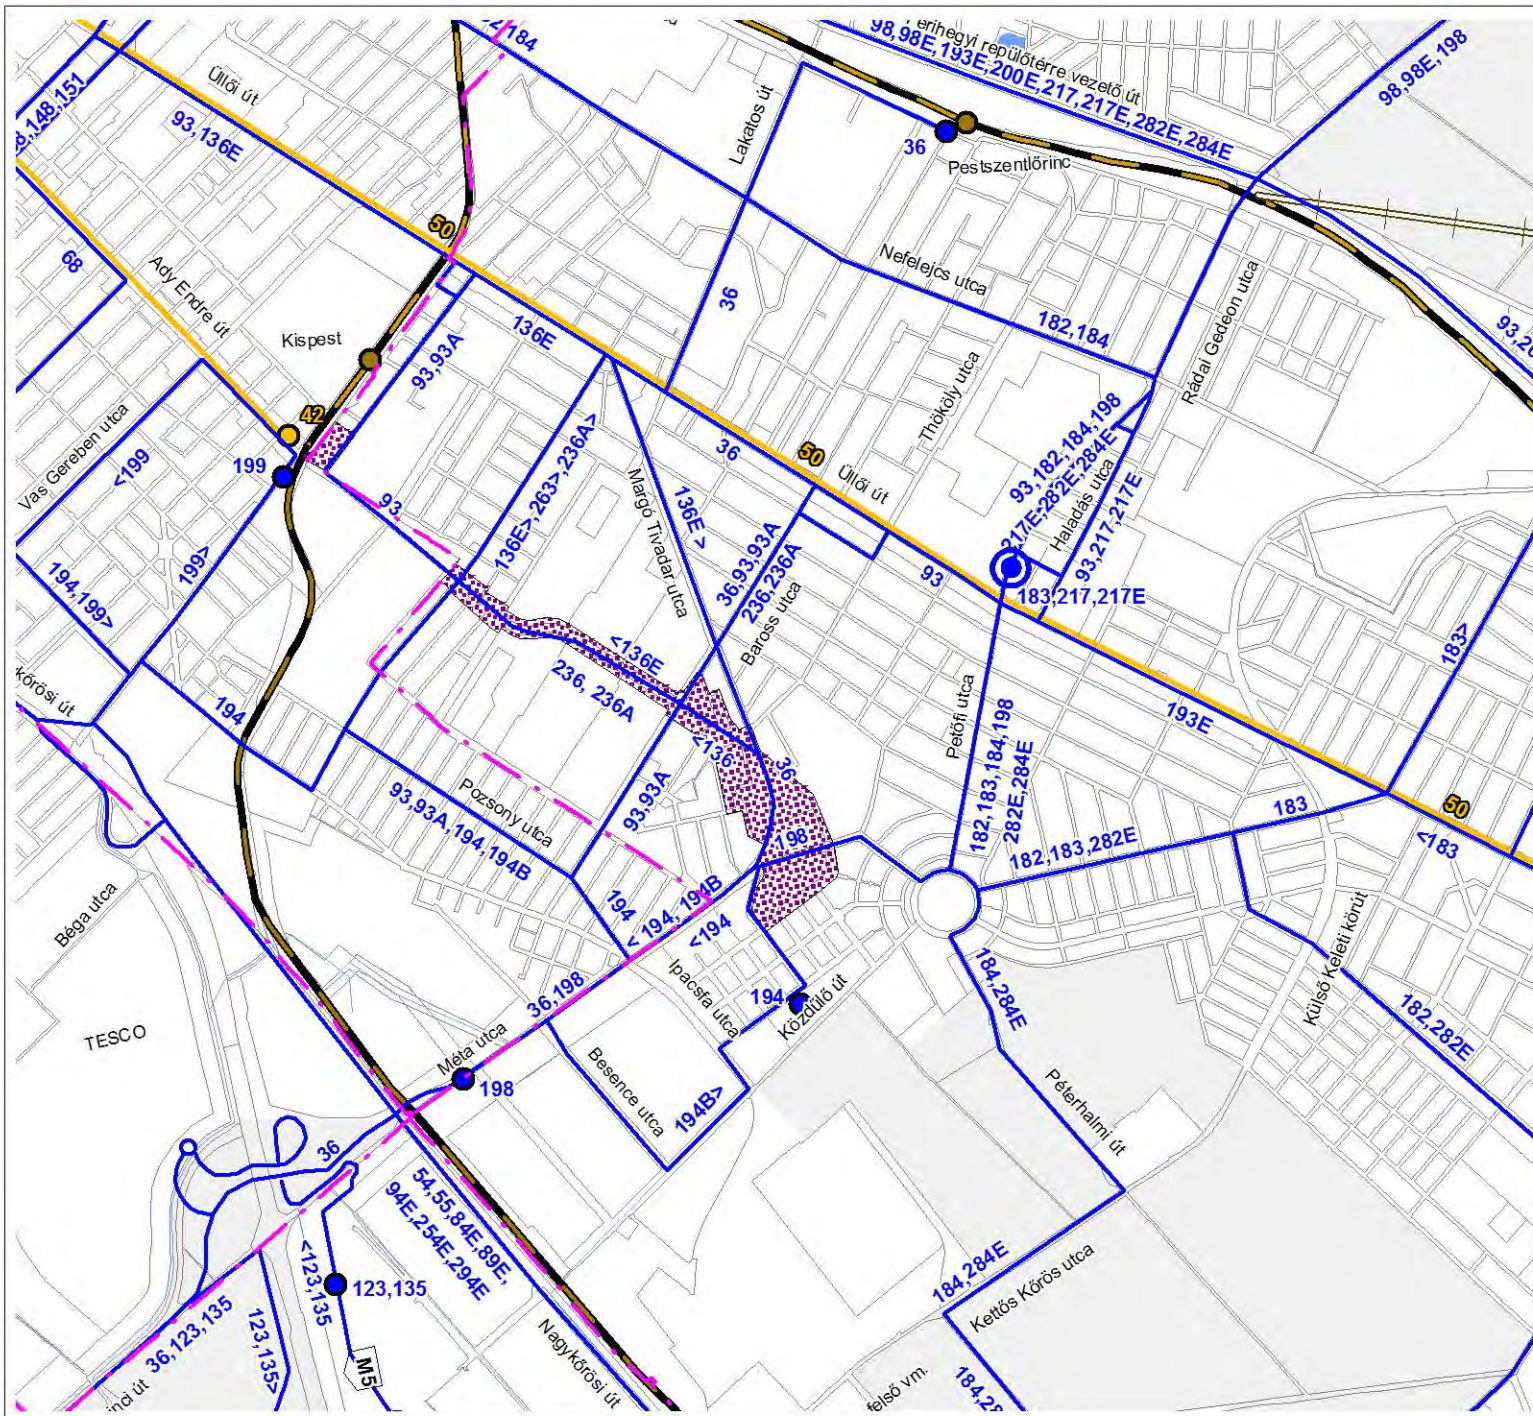 184
Ferihegyi repülőtérre vezető út
98,98E,193E,200E,217,217E,282E,284E
98,98E,198
148,151
Üllői út
93,136E
Lakatos út
36
Pestszentlőrinc
50
68
Ady Endre út
Nefelejcs utca
Rádai Gedeon utca
36
182,184
Kispest
93,93A
136E
Thököly utca
42
Vas Gereben utca
<199
199
93
136E>,263>,236A>
Margó Tivadar utca
136E >
36
50
Üllői út
93,182,184,198
217E,282E,284E
Haladás utca
93,217,217E
36,93,93A
236,236A
Baross utca
93
183,217,217E
199>
194,199>
<136E
236, 236A
183>
kőrösi út
194
<136
36
Petőfi utca
182,183,184,198
282E,284E
193E
Pozsony utca
93,93A,194,194B
93,93A
198
182,183,282E
183
50
<183
Béga utca
194
< 194, 194B
<194
Ipacsfa utca
194
Közdűlő út
184,284E
Külső Keleti körút
182,282E
36,198
TESCO
Méta utca
198
Besence utca
194B>
Péterhalmi út
36
54,55,84E,89E,
94E,254E,294E
<123,135
123,135
184,284E
Kettős Kőrös utca
36,123,135
123,135>
M5
Nagykőrösi út
felső vm.